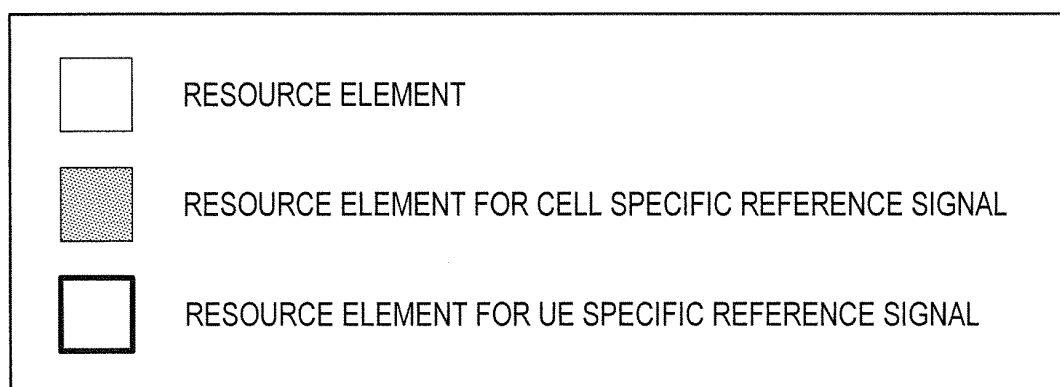 RESOURCE ELEMENT
RESOURCE ELEMENT FOR CELL SPECIFIC REFERENCE SIGNAL
RESOURCE ELEMENT FOR UE SPECIFIC REFERENCE SIGNAL